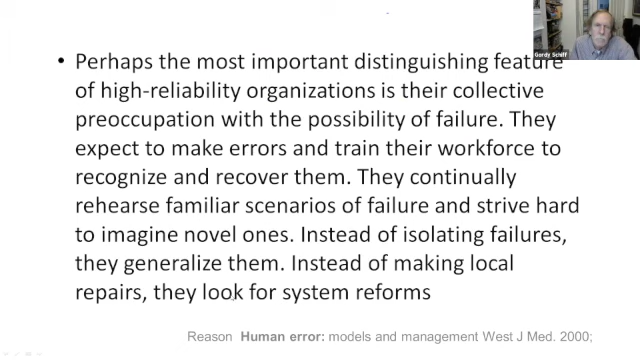 Gordy Schiff
• Perhaps the most important distinguishing feature
of high-reliability organizations is their collective
preoccupation with the possibility of failure. They
expect to make errors and train their workforce to
recognize and recover them. They continually
rehearse familiar scenarios of failure and strive hard
to imagine novel ones. Instead of isolating failures,
they generalize them. Instead of making local
repairs, they look for system reforms
Reason Human error: models and management West J Med. 2000;